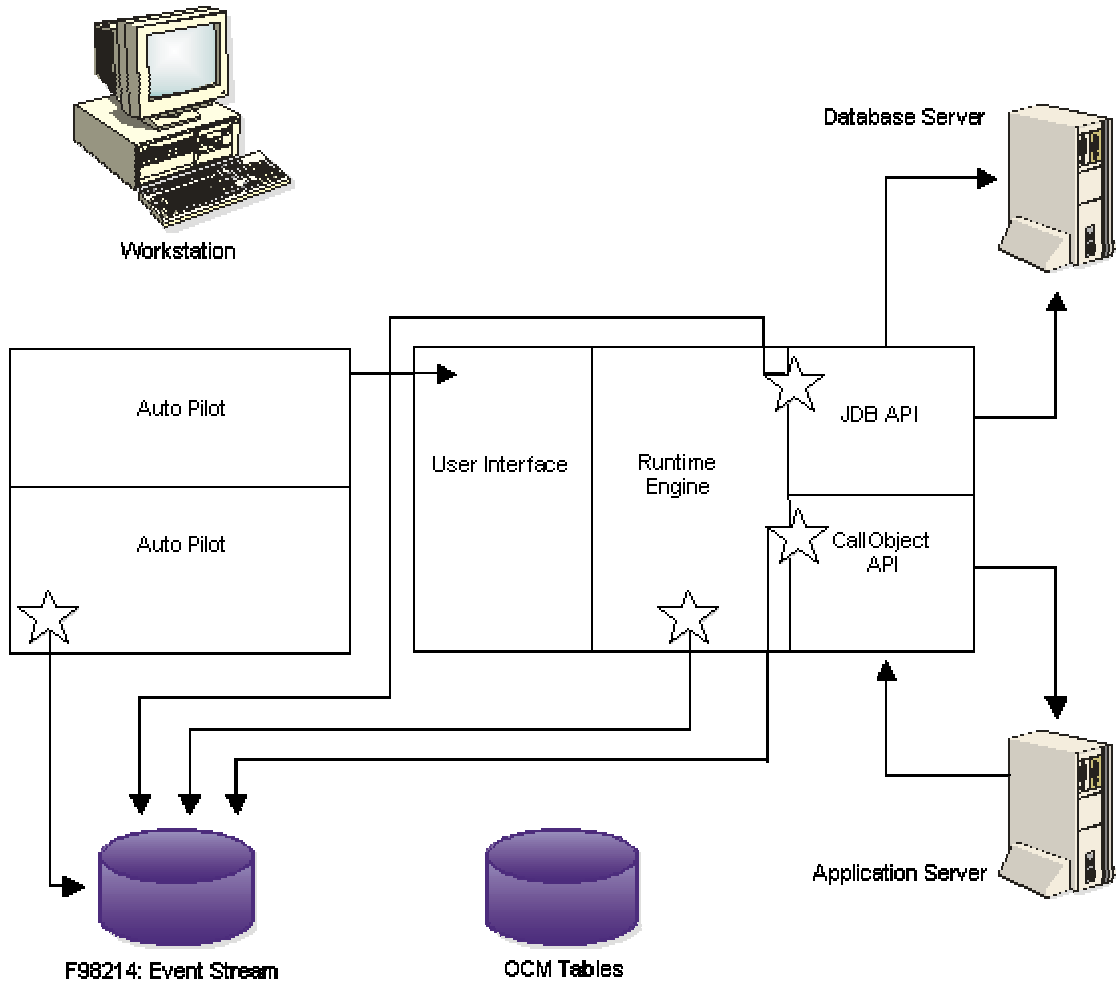 Database Server
Workstation
Auto Pilot
JDB API
User Interface
Runtime
Engine
Auto Pilot
CallObject
API
Application Server
F98214: Event Stream
OCM Tables